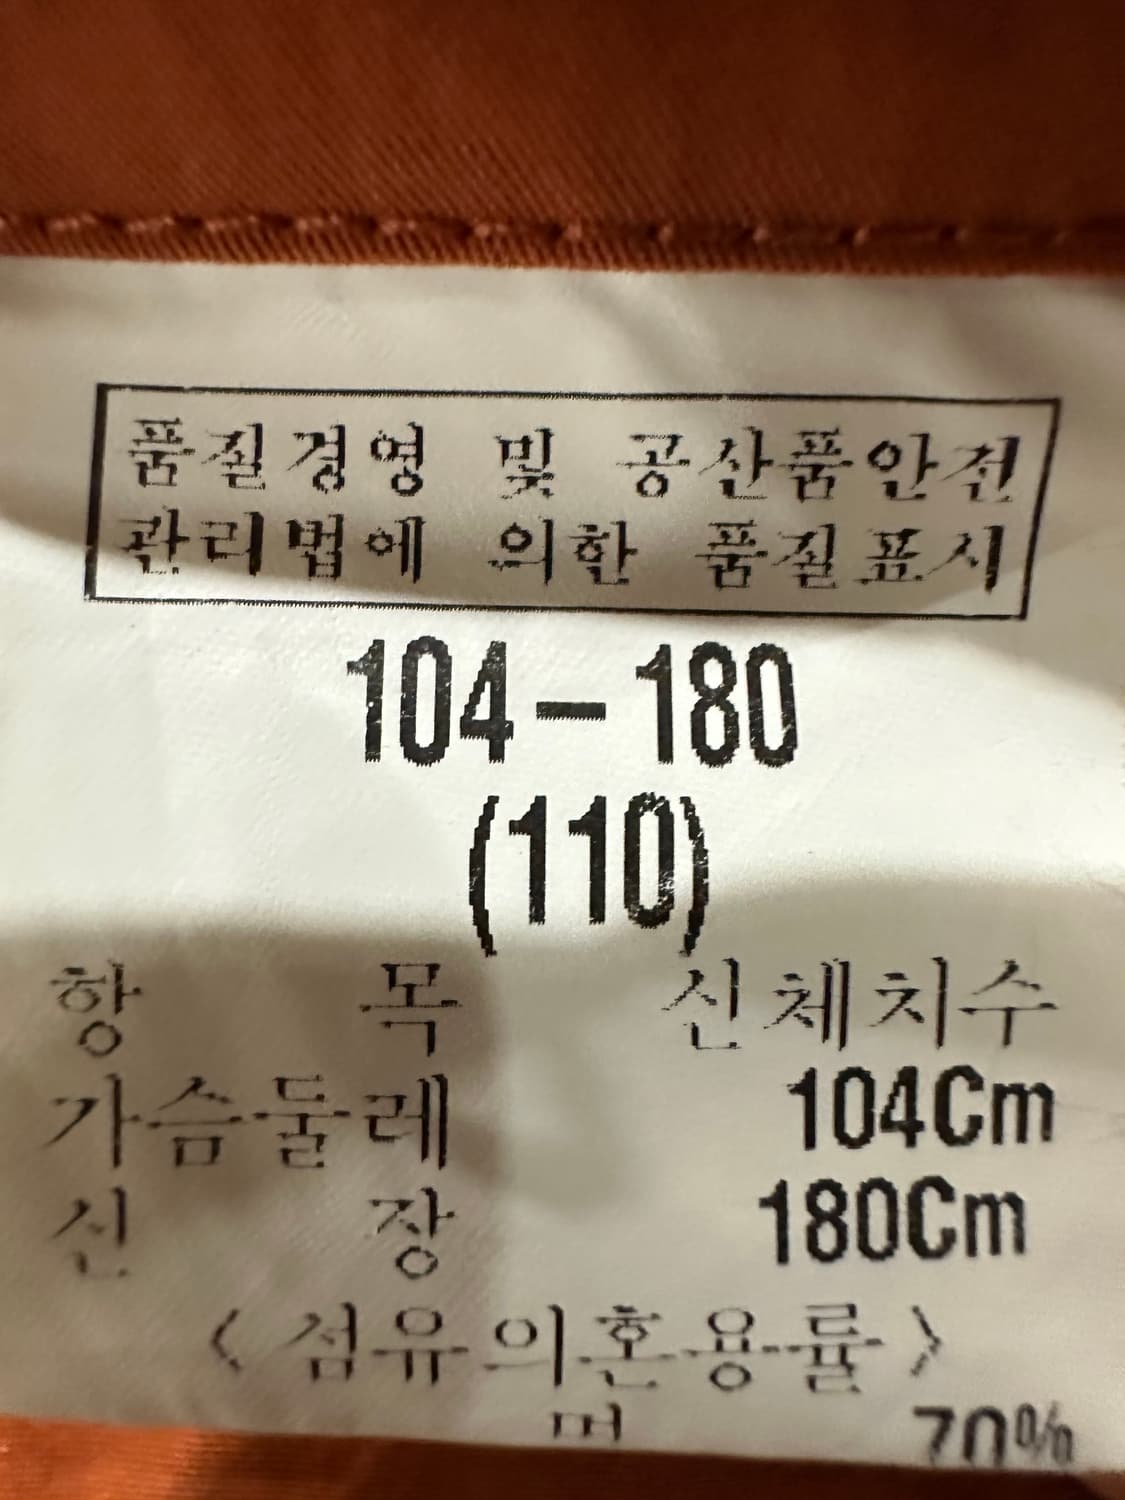 품질경영 및 공산품안전
관리법에 의한 품질표시
104-180
(110)
항 목 신체치수
가슴둘레 104Cm
신 장 180Cm
<섬유의혼용률>
70%